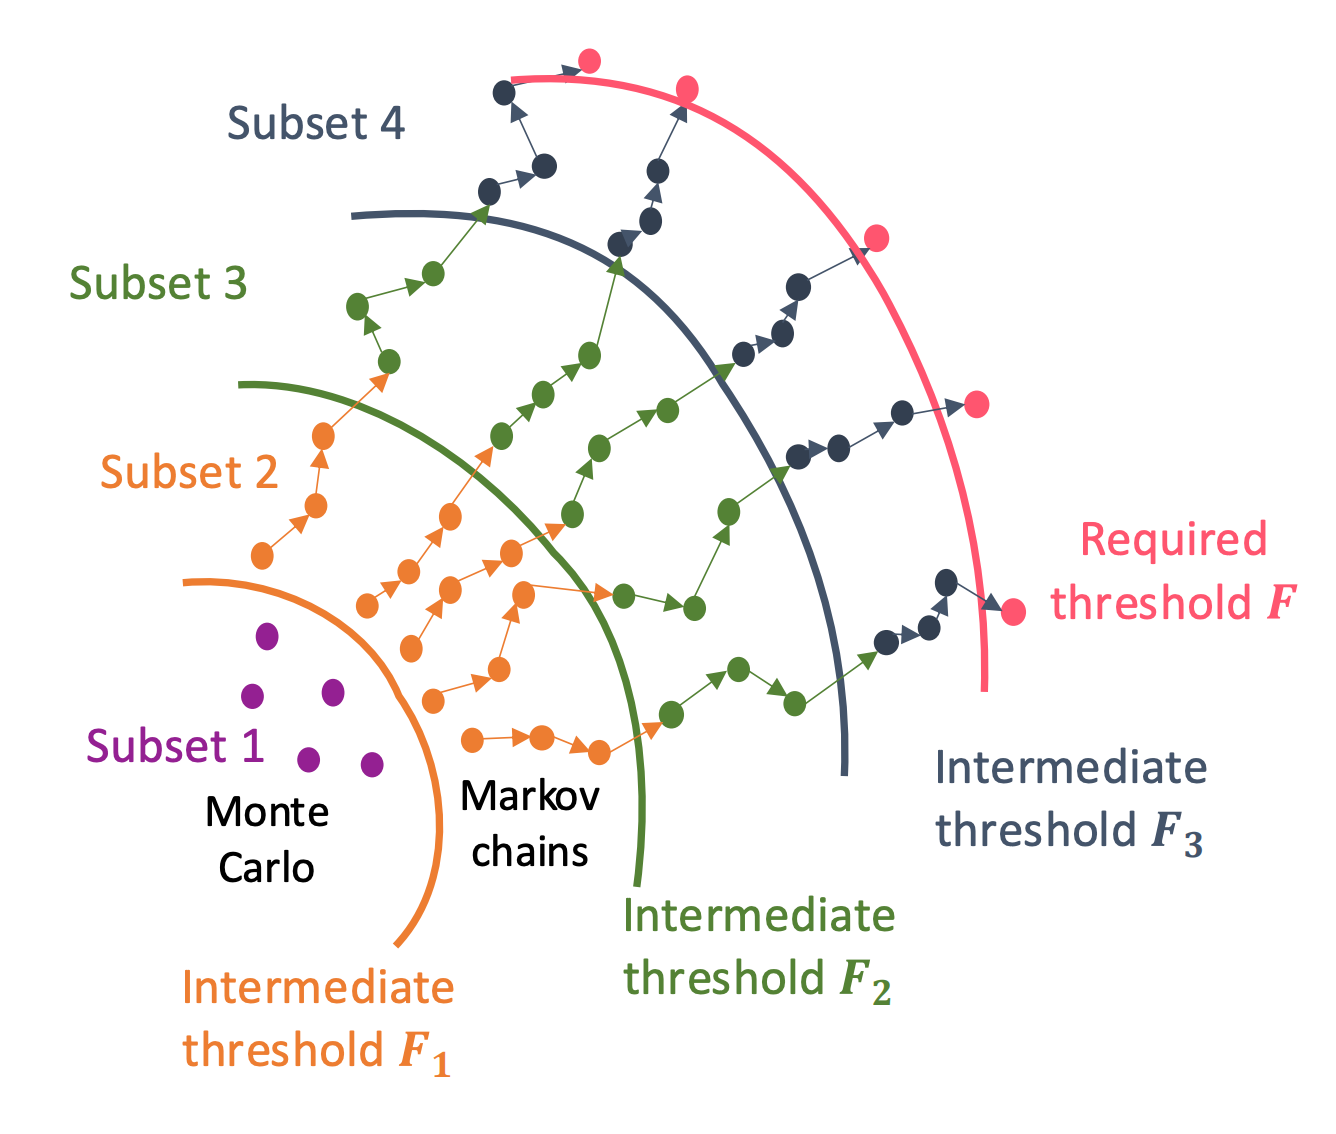 Subset 4
Subset 3
Subset 2
Subset 1
Monte
Carlo
Markov
chains
Required
threshold F
Intermediate
threshold F₃
Intermediate
threshold F₂
Intermediate
threshold F₁